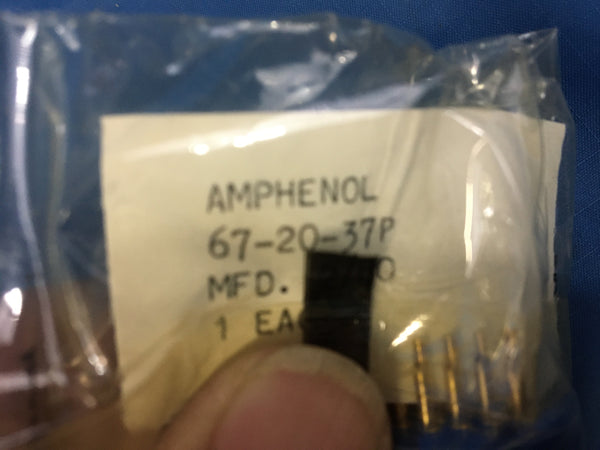 AMPHENOL
67-20-37P
MFD.
1 EA